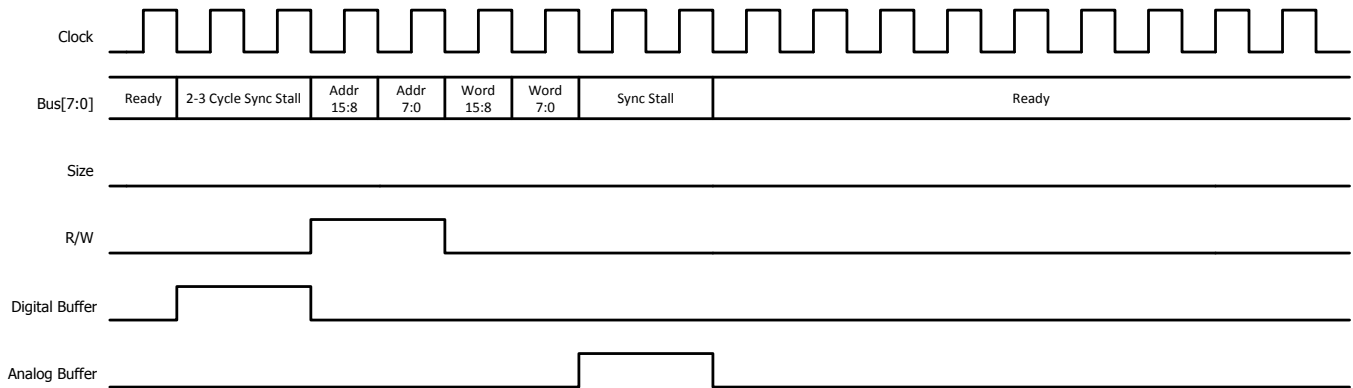 Clock
Bus[7:0]
Ready
2-3 Cycle Sync Stall
Addr
15:8
Addr
7:0
Word
15:8
Word
7:0
Sync Stall
Ready
Size
R/W
Digital Buffer
Analog Buffer